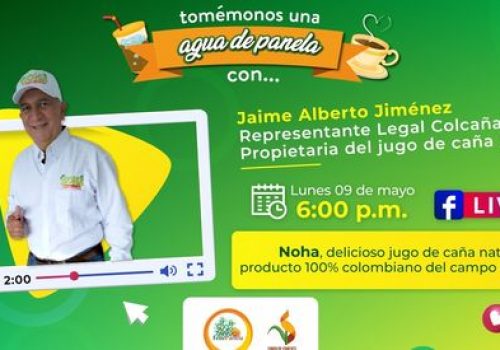 tomémonos una
agua de panela
con...
Jaime Alberto Jiménez
Representante Legal Colcaña
Propietaria del jugo de caña
Lunes 09 de mayo
6:00 p.m.
f LIV
Noha, delicioso jugo de caña nat
producto 100% colombiano del campo
2:00